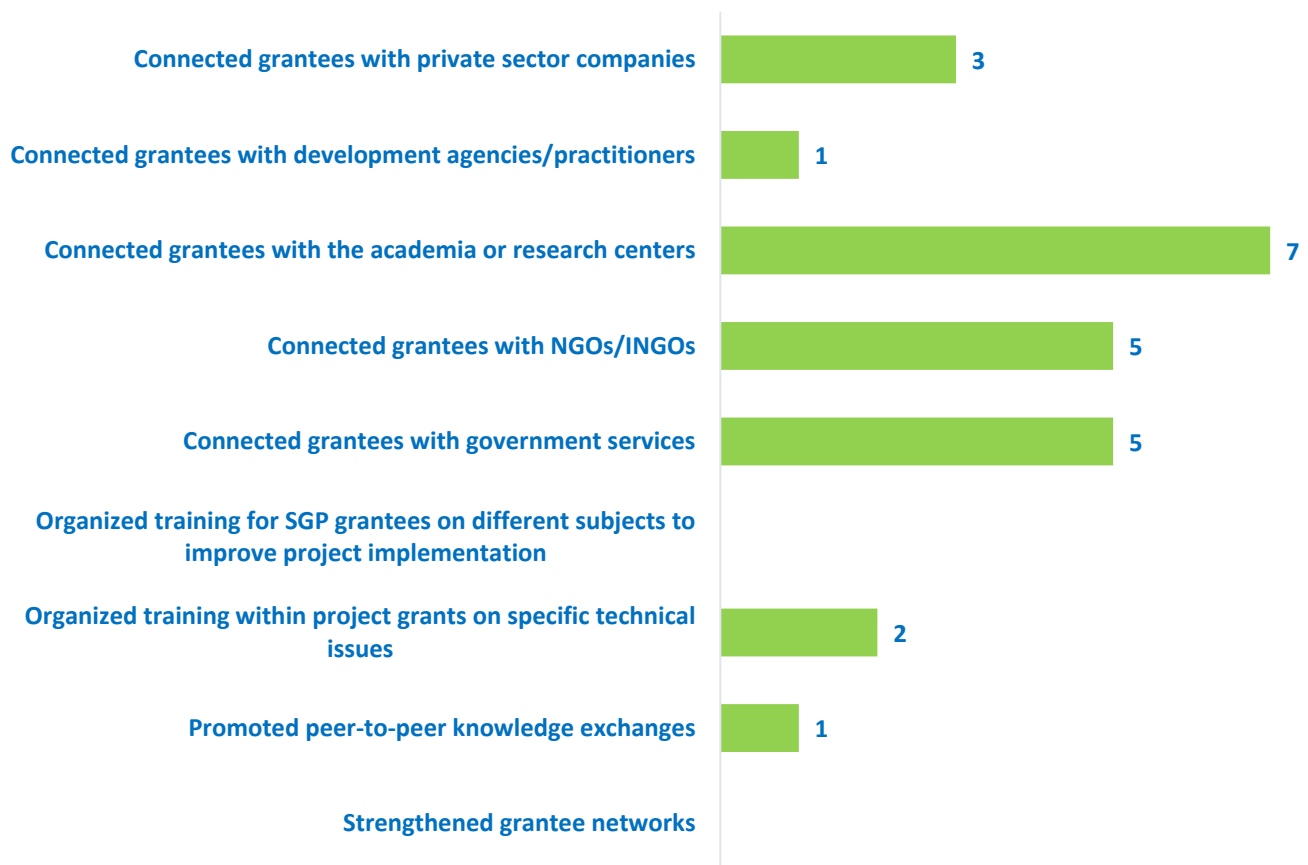 Connected grantees with private sector companies 3
Connected grantees with development agencies/practitioners 1
Connected grantees with the academia or research centers 7
Connected grantees with NGOs/INGOs 5
Connected grantees with government services 5
Organized training for SGP grantees on different subjects to
improve project implementation
Organized training within project grants on specific technical
issues 2
Promoted peer-to-peer knowledge exchanges 1
Strengthened grantee networks